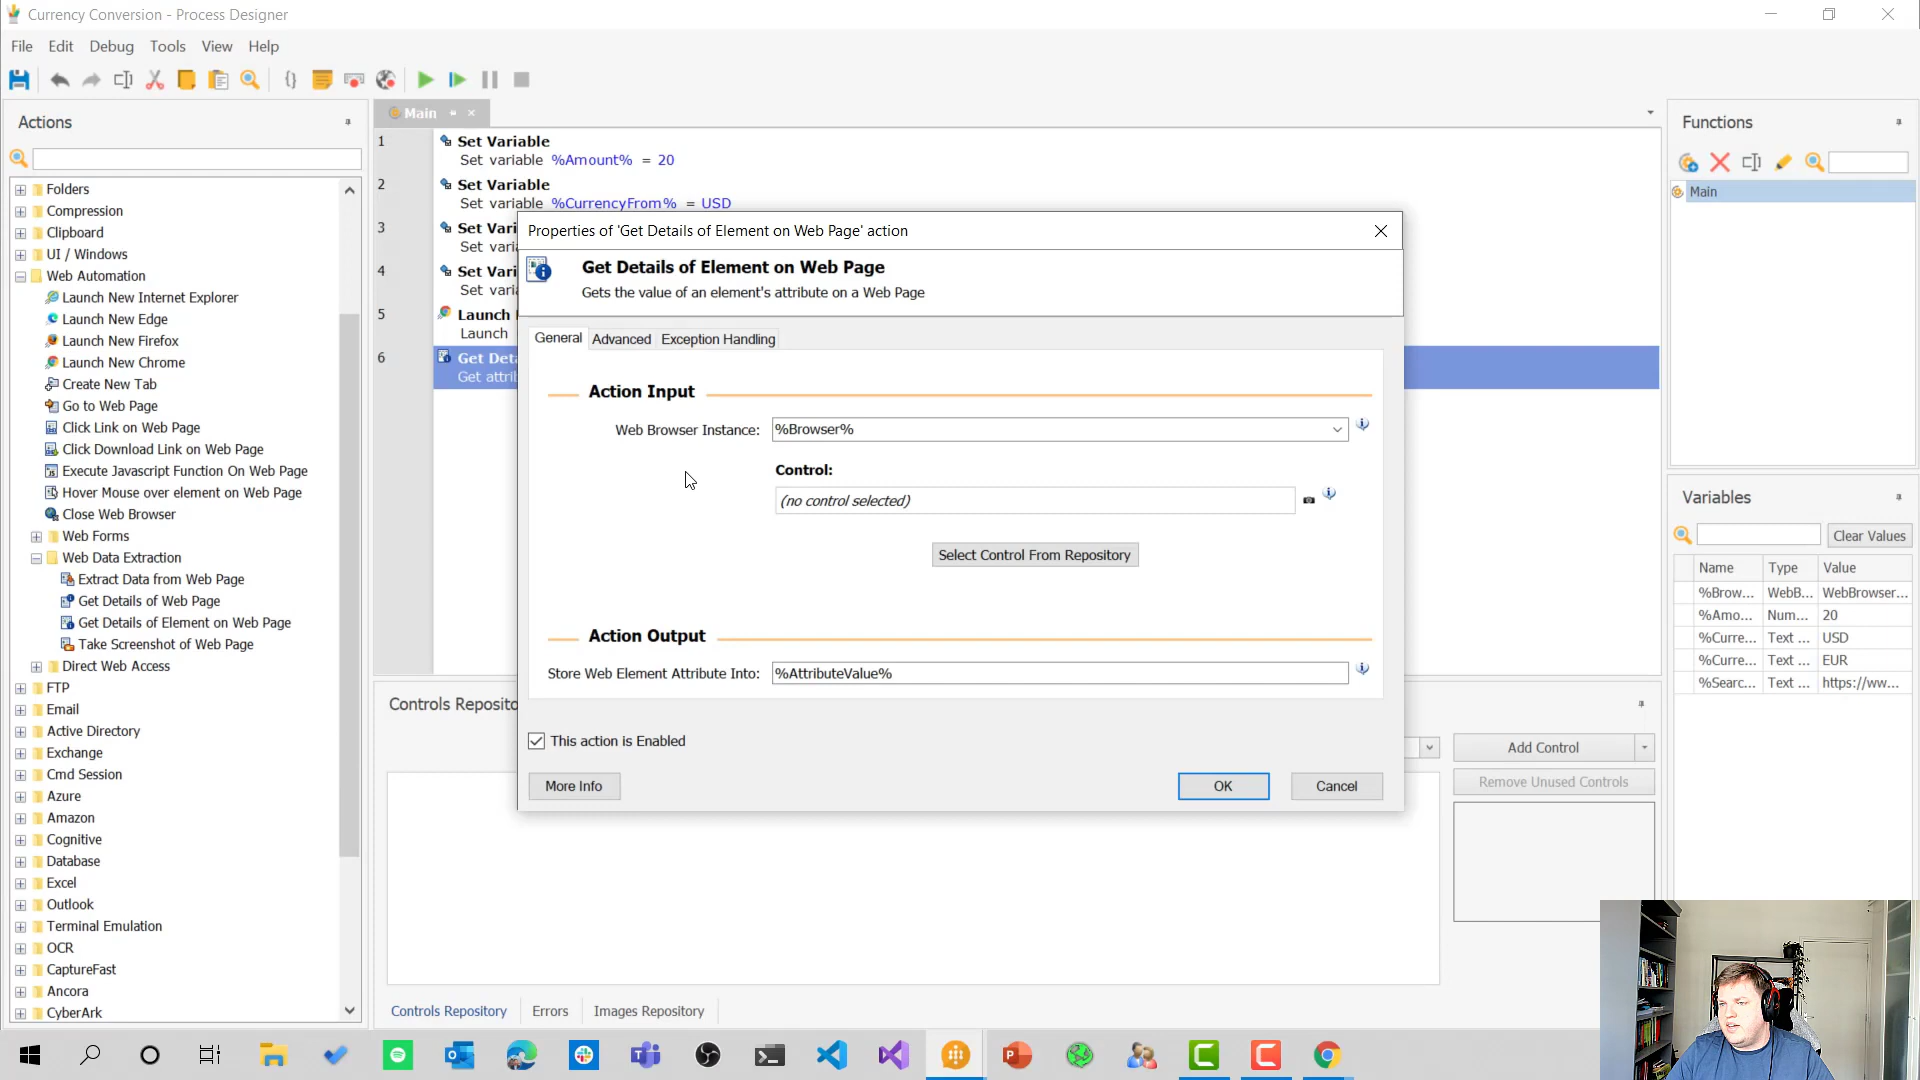 Currency Conversion - Process Designer
File Edit Debug Tools View Help
Actions
Folders
Compression
Clipboard
UI / Windows
Web Automation
Launch New Internet Explorer
Launch New Edge
Launch New Firefox
Launch New Chrome
Create New Tab
Go to Web Page
Click Link on Web Page
Click Download Link on Web Page
Execute Javascript Function On Web Page
Hover Mouse over element on Web Page
Close Web Browser
Web Forms
Web Data Extraction
Extract Data from Web Page
Get Details of Web Page
Get Details of Element on Web Page
Take Screenshot of Web Page
Direct Web Access
FTP
Email
Active Directory
Exchange
Cmd Session
Azure
Amazon
Cognitive
Database
Excel
Outlook
Terminal Emulation
OCR
CaptureFast
Ancora
CyberArk
Main
1 Set Variable
Set variable %Amount% = 20
2 Set Variable
Set variable %CurrencyFrom% = USD
3 Set Vari
Set varia
4 Set Vari
Set varia
5 Launch
Launch
6 Get Deta
Get attrib
Properties of 'Get Details of Element on Web Page' action
Get Details of Element on Web Page
Gets the value of an element's attribute on a Web Page
General Advanced Exception Handling
Action Input
Web Browser Instance: %Browser%
Control:
(no control selected)
Select Control From Repository
Action Output
Store Web Element Attribute Into: %AttributeValue%
This action is Enabled
More Info OK Cancel
Controls Reposito
Add Control
Remove Unused Controls
Controls Repository Errors Images Repository
Functions
Main
Variables
Clear Values
Name Type Value
%Brow... WebB... WebBrowser...
%Amo... Num... 20
%Curre... Text ... USD
%Curre... Text ... EUR
%Searc... Text ... https://ww...